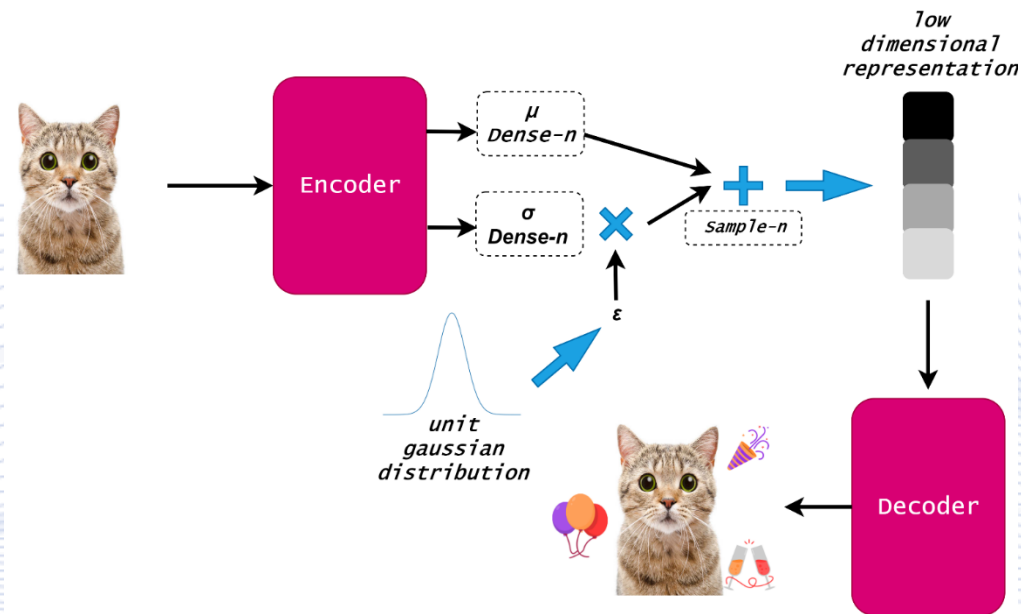 low
dimensional
representation
μ
Dense-n
Encoder
σ
Dense-n
Sample-n
ε
unit
gaussian
distribution
Decoder